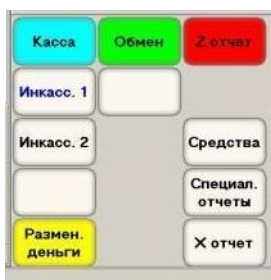 Касса Обмен Z отчет
Инкасс. 1
Инкасс. 2 Средства
Специал.
отчеты
Размен.
деньги
X отчет